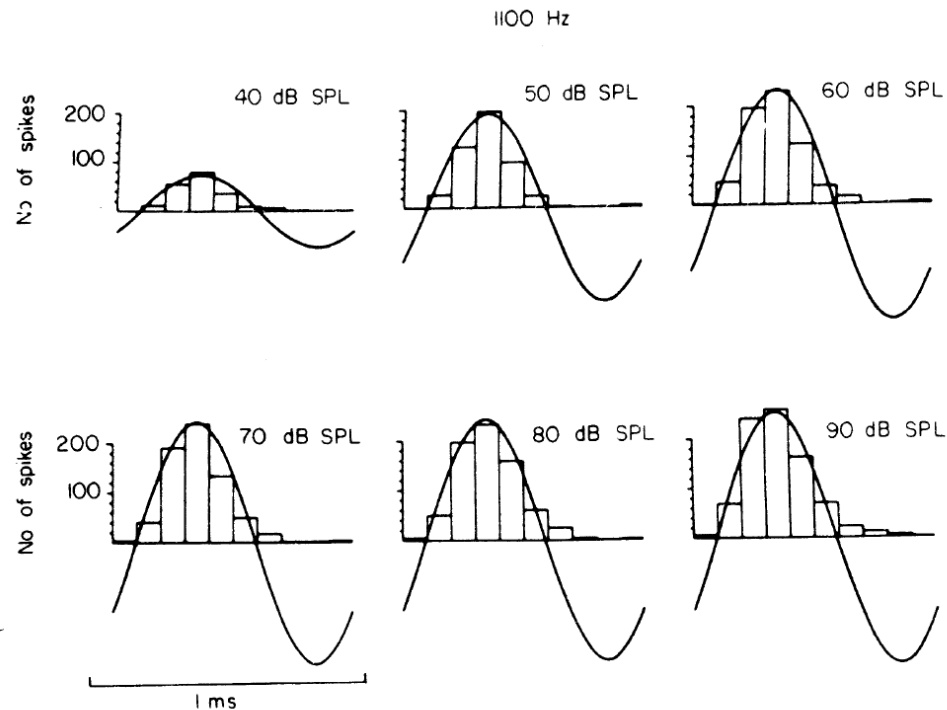 1100 Hz
40 dB SPL
50 dB SPL
60 dB SPL
No of spikes
200
100
70 dB SPL
80 dB SPL
90 dB SPL
No of spikes
200
100
1 ms